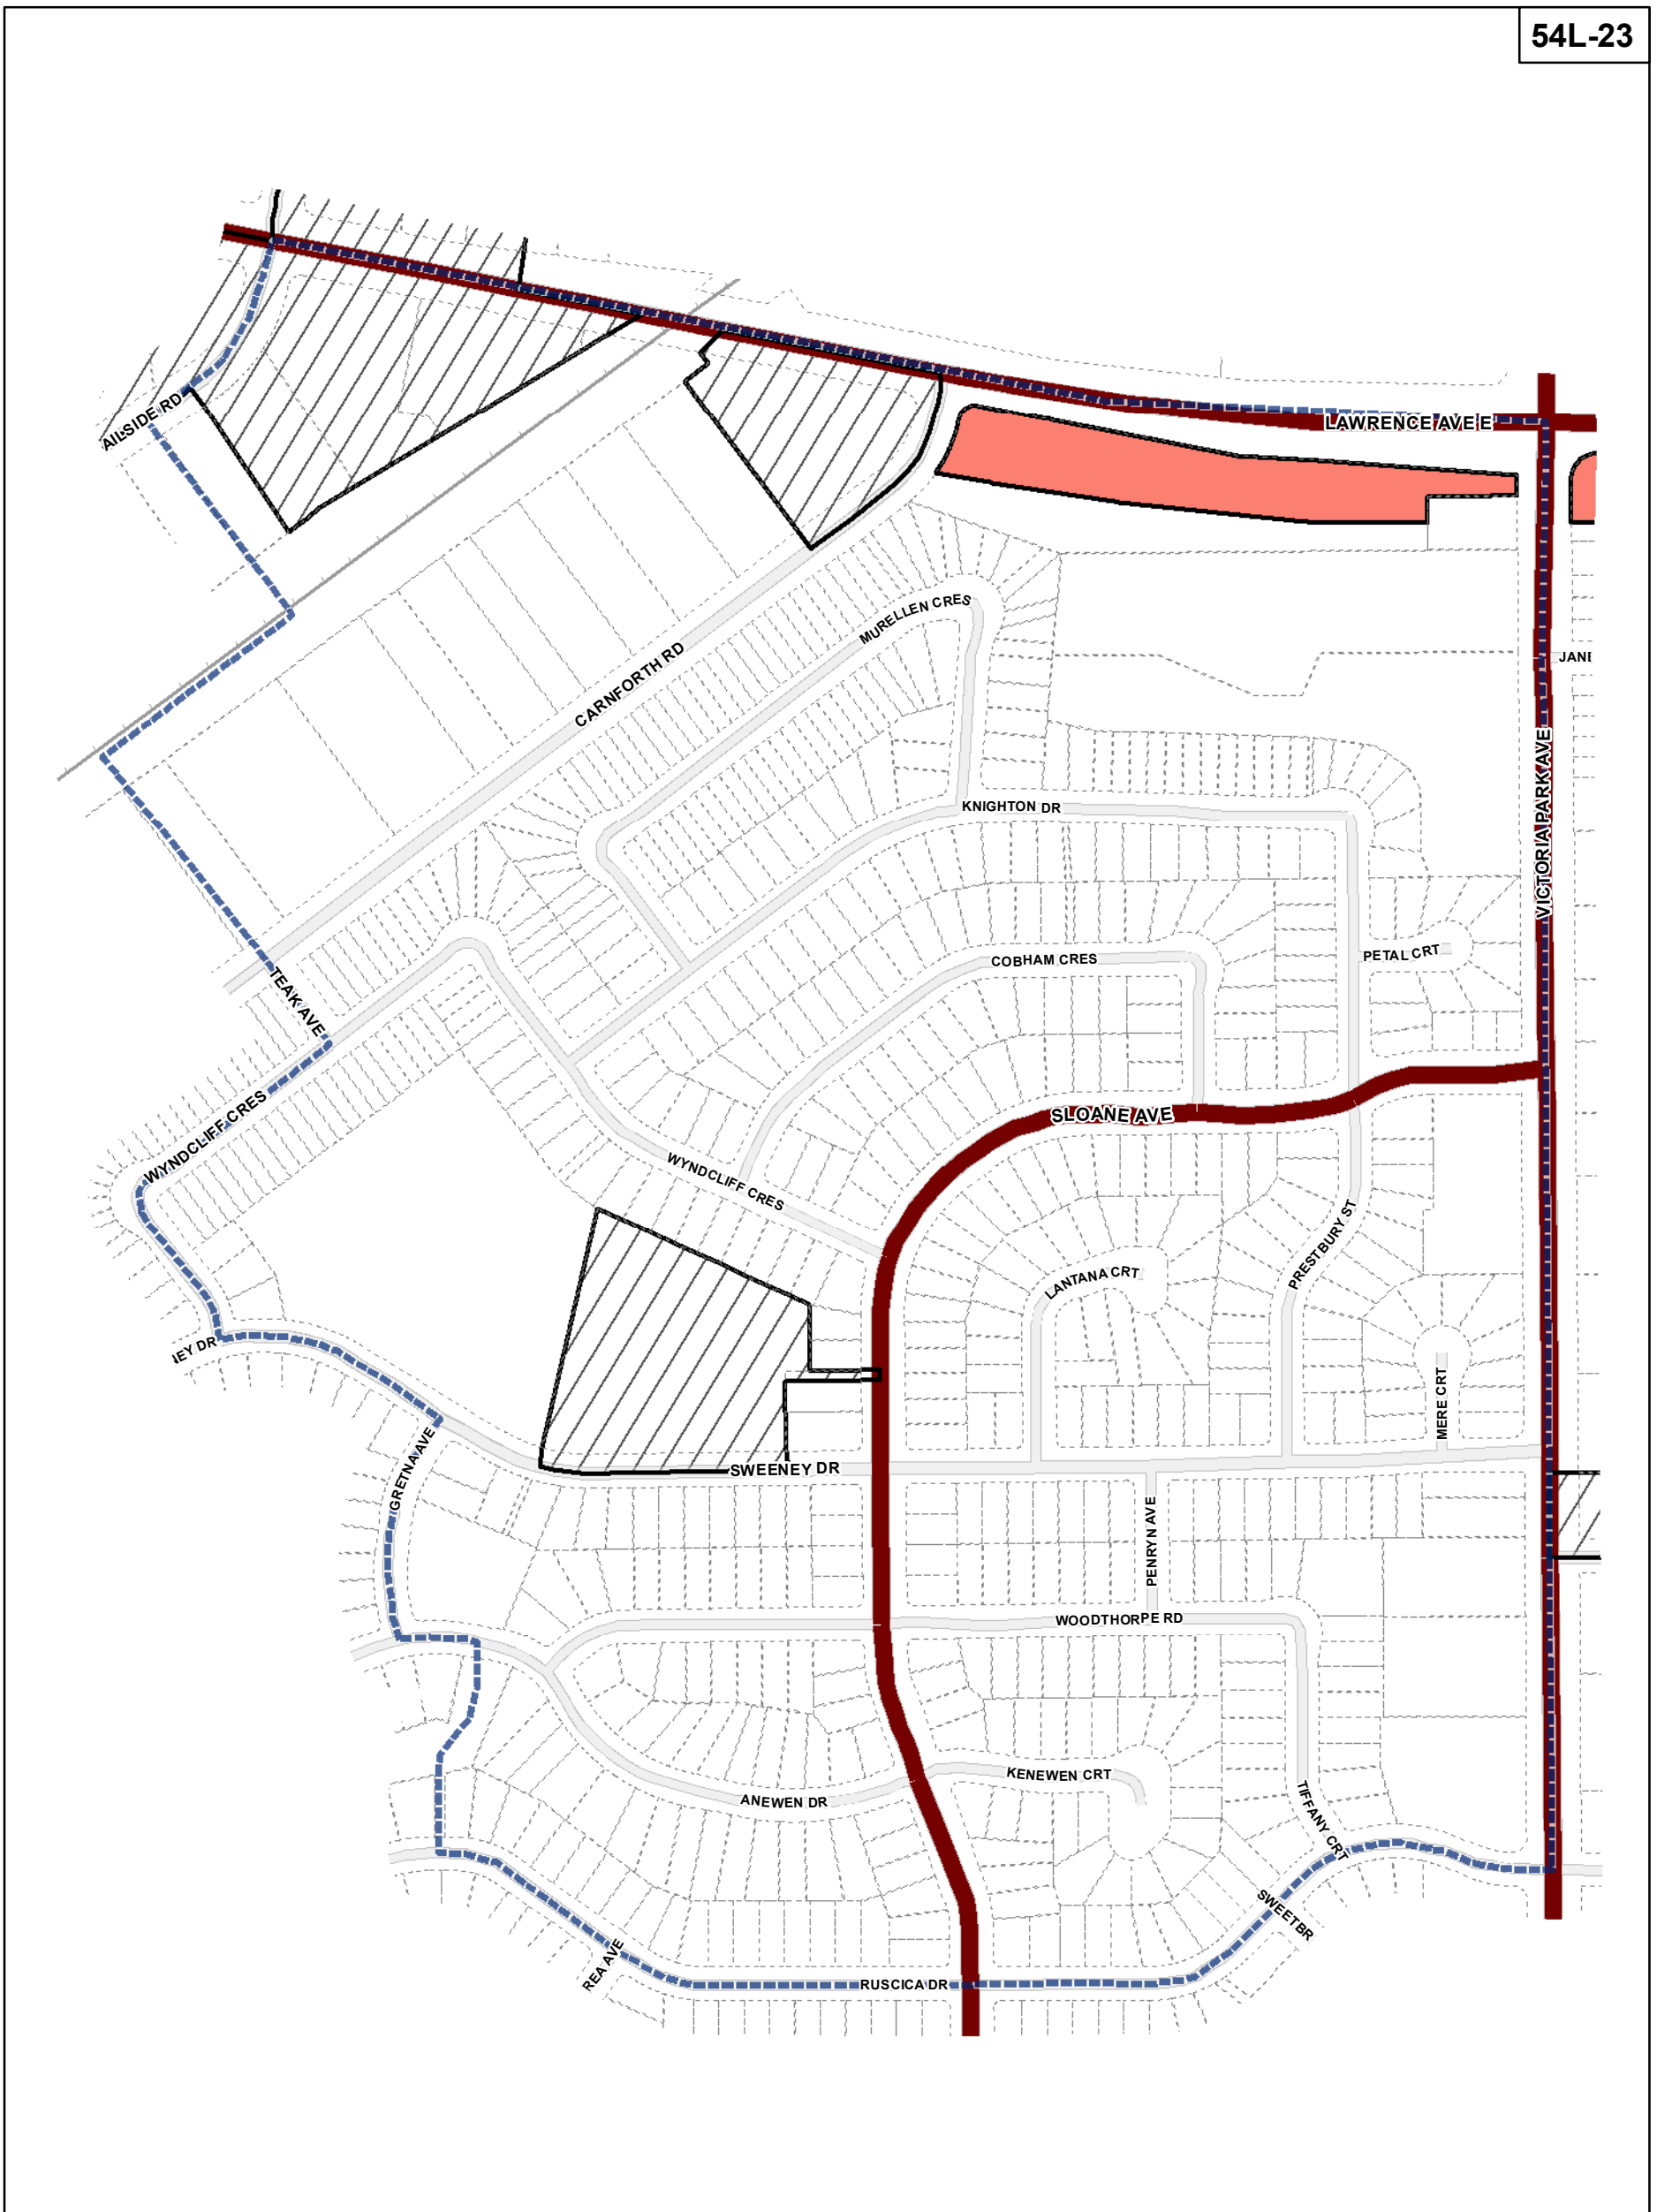 54L-23
AILSIDE RD
LAWRENCE AVE E
MURELLEN CRES
CARNFORTH RD
JANE
VICTORIA PARK AVE
KNIGHTON DR
PETAL CRT
COBHAM CRES
TEAK AVE
SLOANE AVE
WYNDCLIFF CRES
WYNDCLIFF CRES
PRESTBURY ST
LANTANA CRT
EY DR
MERE CRT
GRETNA AVE
SWEENEY DR
PENRYN AVE
WOODTHORPE RD
KENEWEN CRT
ANEWEN DR
TIFFANY CRT
SWEETBR
REA AVE
RUSCICA DR